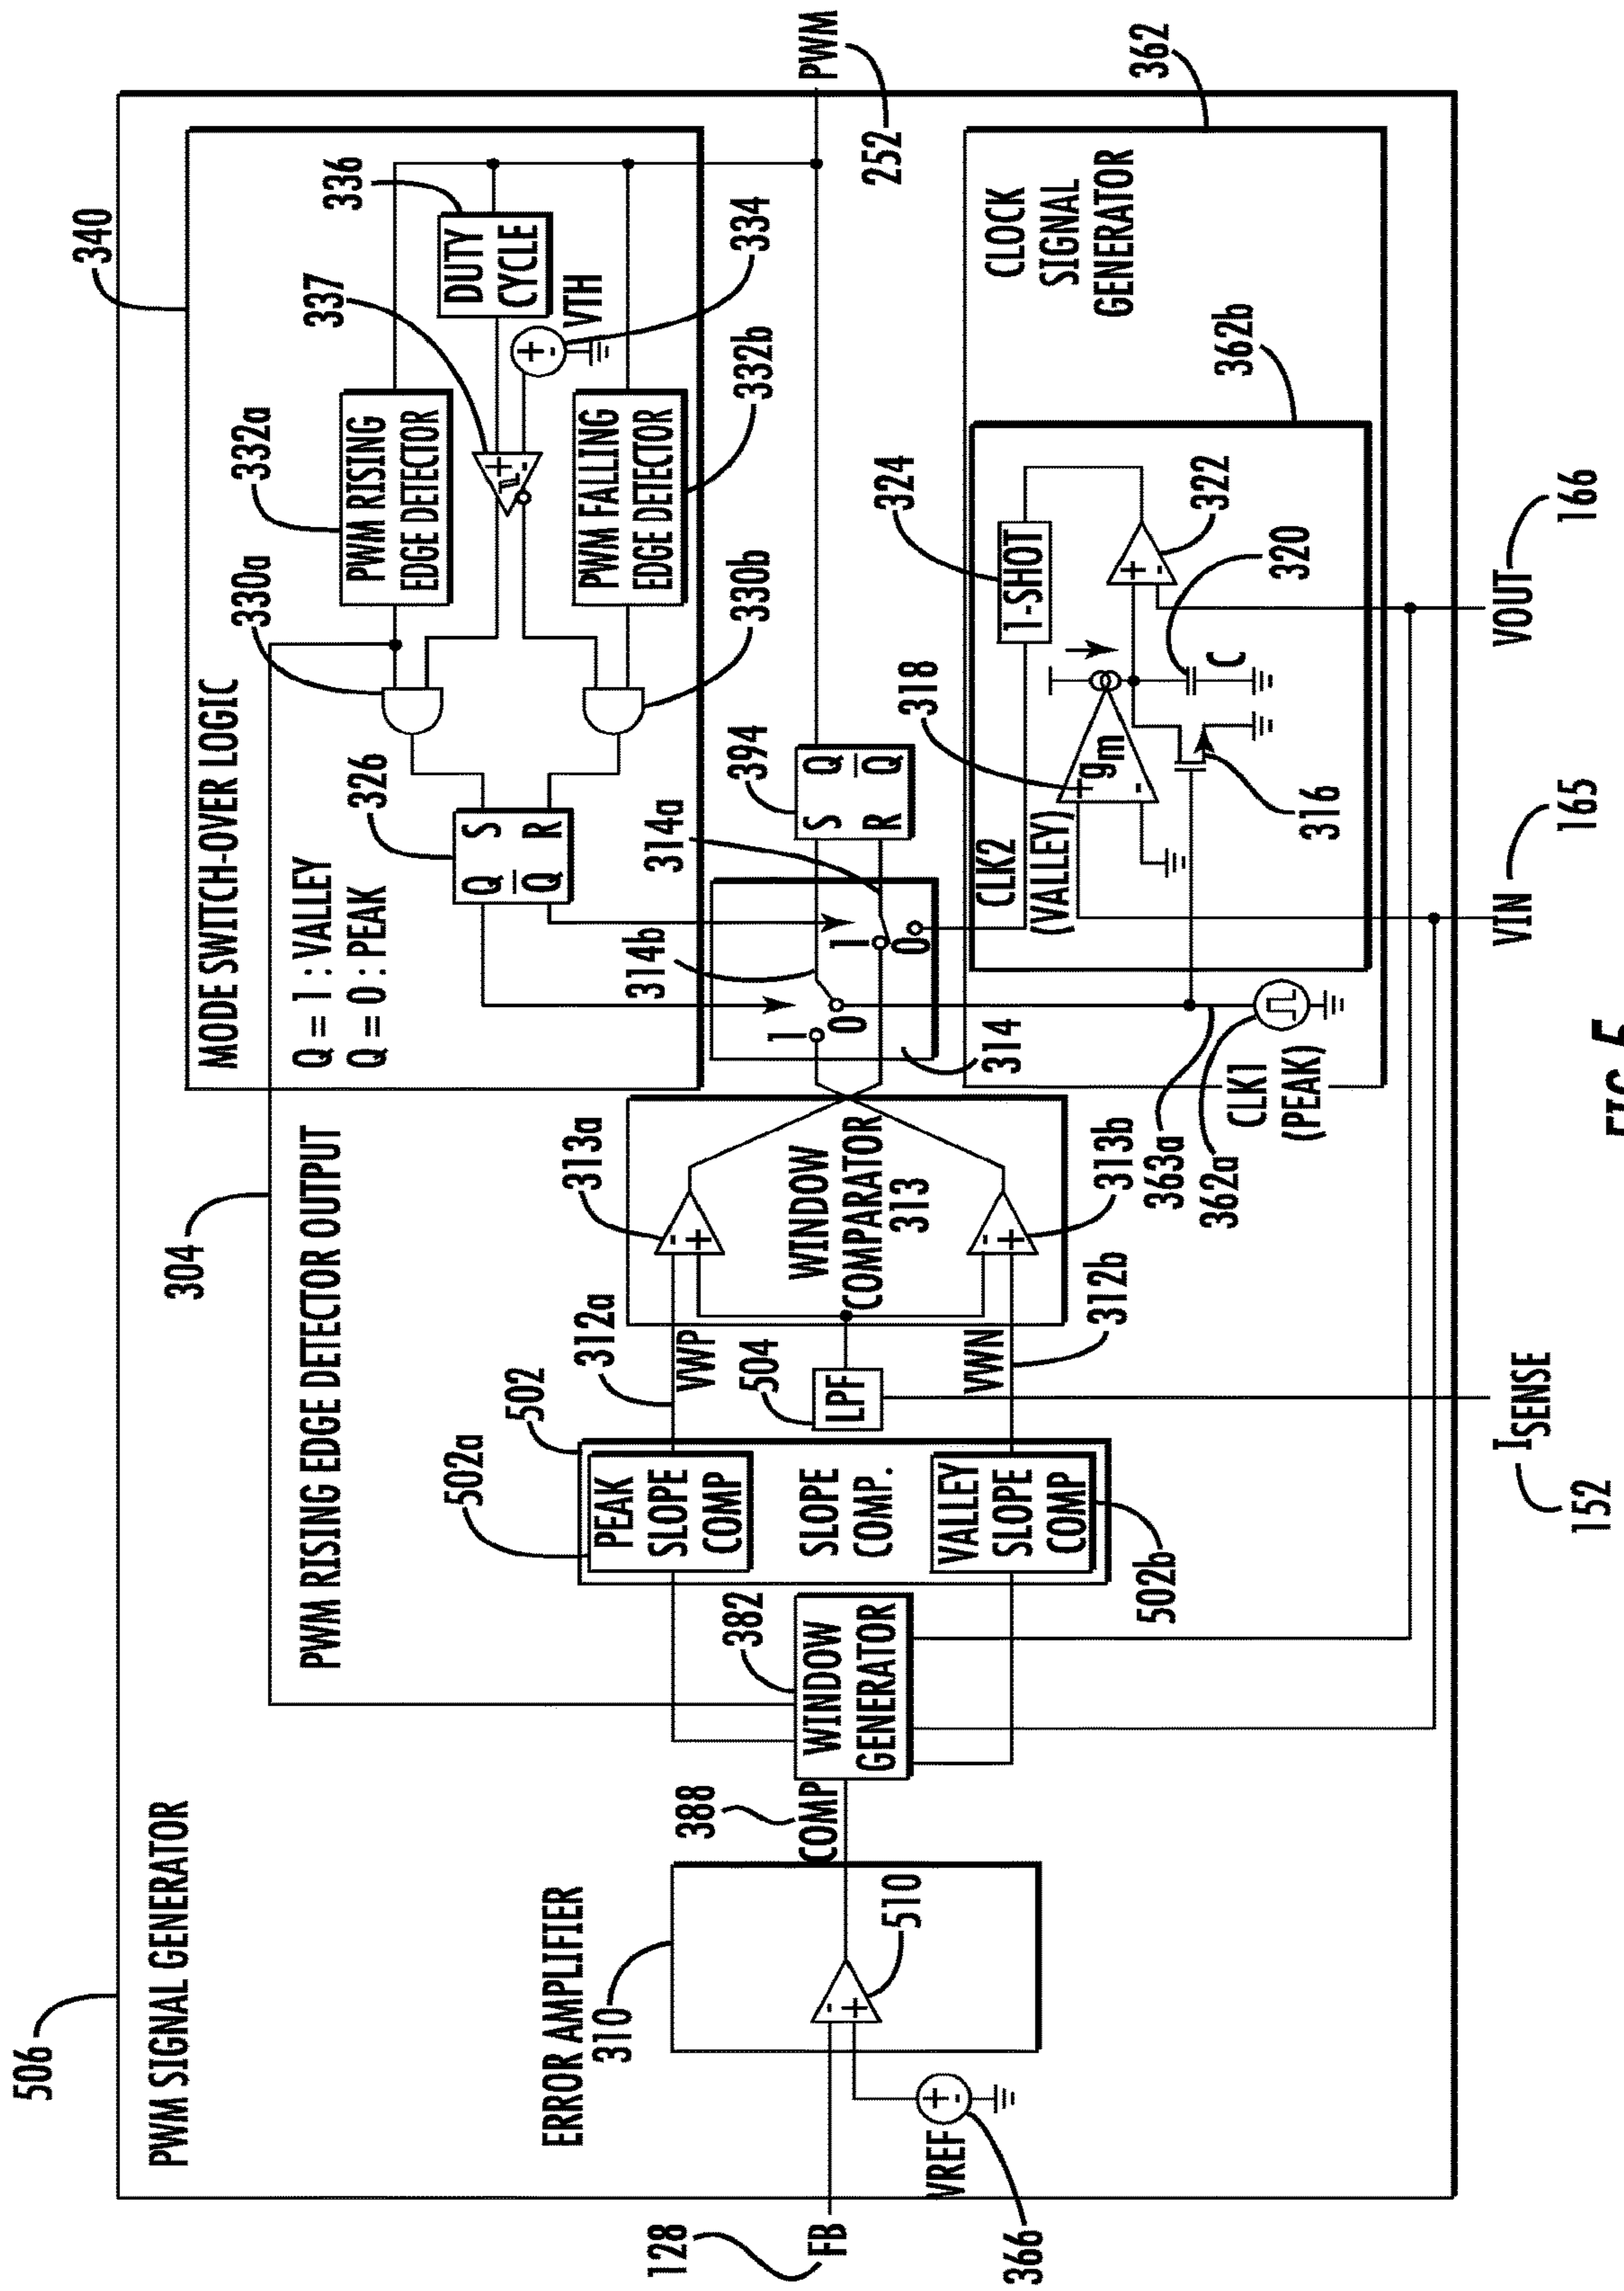 506
PWM SIGNAL GENERATOR
304
340
MODE SWITCH-OVER LOGIC
Q = 1 : VALLEY
Q = 0 : PEAK
326
Q S
Q R
330a
330b
332a
PWM RISING
EDGE DETECTOR
337
+
-
PWM FALLING
EDGE DETECTOR
332b
336
DUTY
CYCLE
+
-
VTH
334
PWM RISING EDGE DETECTOR OUTPUT
ERROR AMPLIFIER
310
-
+
510
128
FB
VREF
+
-
366
388
COMP
382
WINDOW
GENERATOR
502a
502
PEAK
SLOPE
COMP
SLOPE
COMP.
VALLEY
SLOPE
COMP
502b
312a
VWP
504
LPF
VWN
312b
313a
-
+
WINDOW
COMPARATOR
313
-
+
313b
314b
314a
1
0
1
0
314
394
S Q
R Q
PWM
252
363a
362a
CLK1
(PEAK)
CLK2
(VALLEY)
CLOCK
SIGNAL
GENERATOR
362
362b
318
+
gm
-
316
324
1-SHOT
C
320
+
-
322
ISENSE
152
VIN
165
VOUT
166
FIG. 5